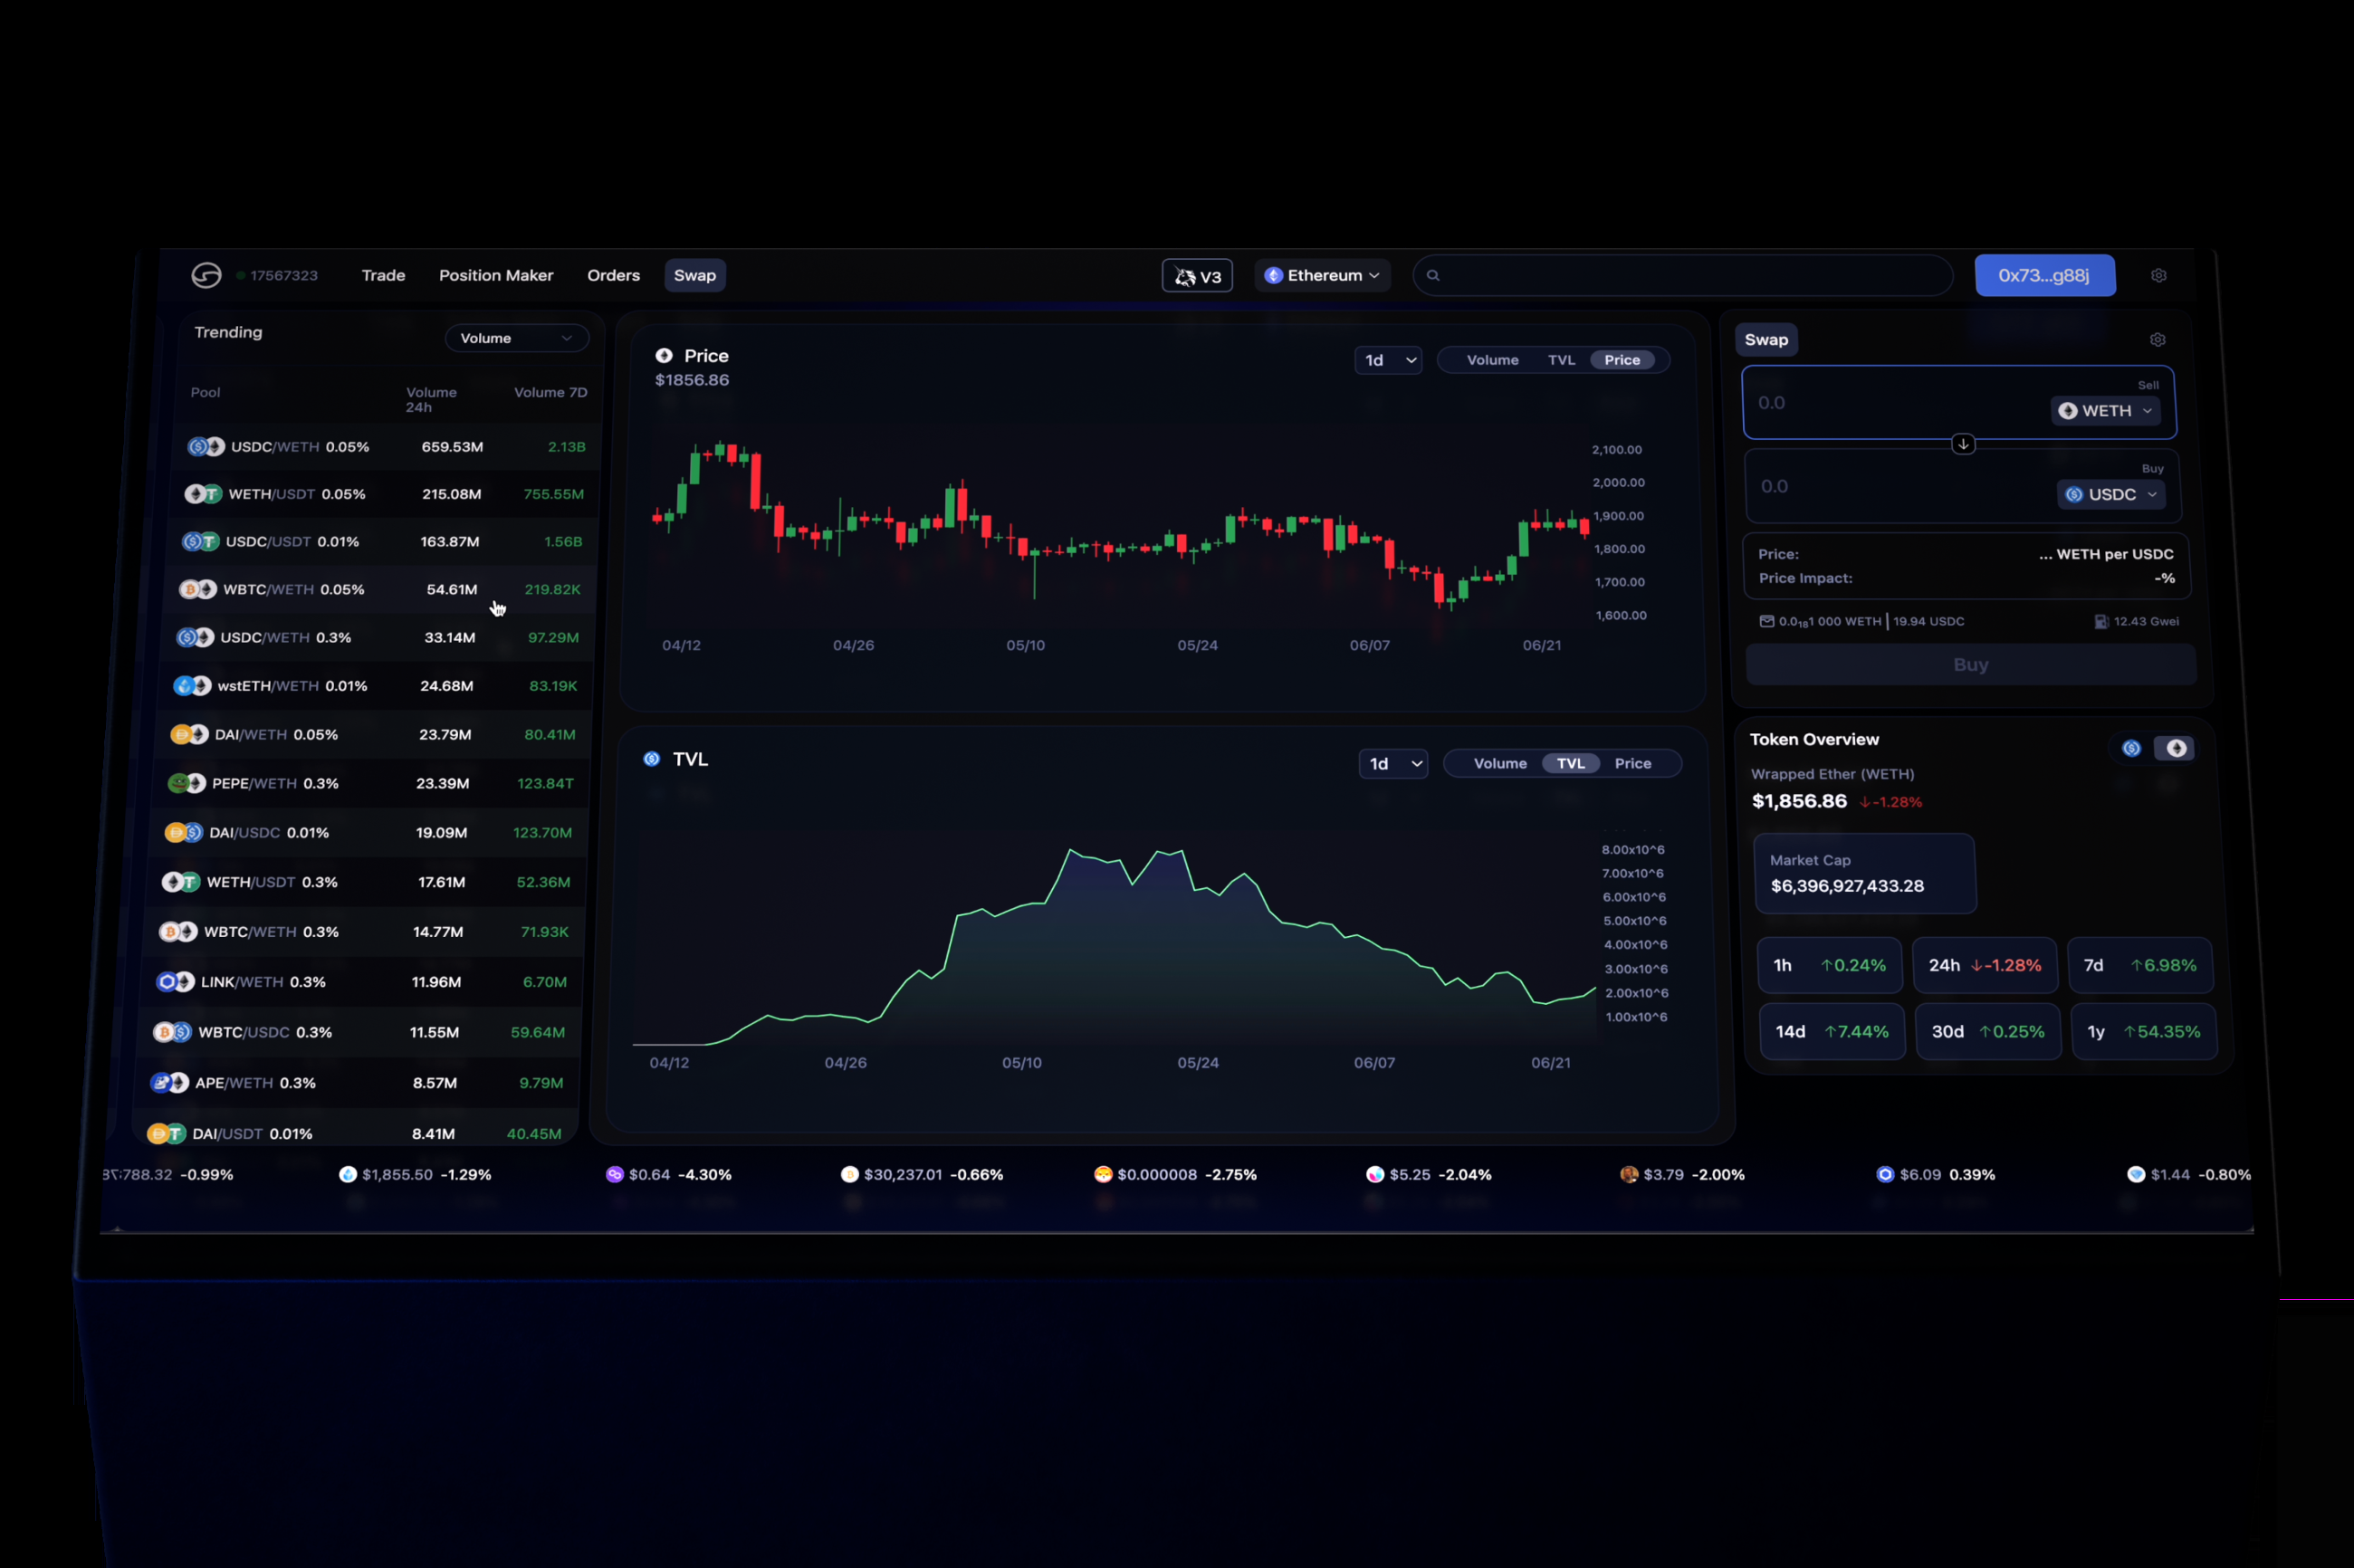 17567323 Trade Position Maker Orders Swap V3 Ethereum 0x73...g88j
Trending Volume
Pool Volume 24h Volume 7D
USDC/WETH 0.05% 659.53M 2.13B
WETH/USDT 0.05% 215.08M 755.55M
USDC/USDT 0.01% 163.87M 1.56B
WBTC/WETH 0.05% 54.61M 219.82K
USDC/WETH 0.3% 33.14M 97.29M
wstETH/WETH 0.01% 24.68M 83.19K
DAI/WETH 0.05% 23.79M 80.41M
PEPE/WETH 0.3% 23.39M 123.84T
DAI/USDC 0.01% 19.09M 123.70M
WETH/USDT 0.3% 17.61M 52.36M
WBTC/WETH 0.3% 14.77M 71.93K
LINK/WETH 0.3% 11.96M 6.70M
WBTC/USDC 0.3% 11.55M 59.64M
APE/WETH 0.3% 8.57M 9.79M
DAI/USDT 0.01% 8.41M 40.45M
Price 1d Volume TVL Price
$1856.86
2,100.00
2,000.00
1,900.00
1,800.00
1,700.00
1,600.00
04/12 04/26 05/10 05/24 06/07 06/21
TVL 1d Volume TVL Price
8.00x10^6
7.00x10^6
6.00x10^6
5.00x10^6
4.00x10^6
3.00x10^6
2.00x10^6
1.00x10^6
04/12 04/26 05/10 05/24 06/07 06/21
Swap
Sell
0.0 WETH
Buy
0.0 USDC
Price: ... WETH per USDC
Price Impact: -%
0.0₁₈1 000 WETH | 19.94 USDC 12.43 Gwei
Buy
Token Overview
Wrapped Ether (WETH)
$1,856.86 ↓-1.28%
Market Cap
$6,396,927,433.28
1h ↑0.24% 24h ↓-1.28% 7d ↑6.98%
14d ↑7.44% 30d ↑0.25% 1y ↑54.35%
-0.99% $1,855.50 -1.29% $0.64 -4.30% $30,237.01 -0.66% $0.000008 -2.75% $5.25 -2.04% $3.79 -2.00% $6.09 0.39% $1.44 -0.80%